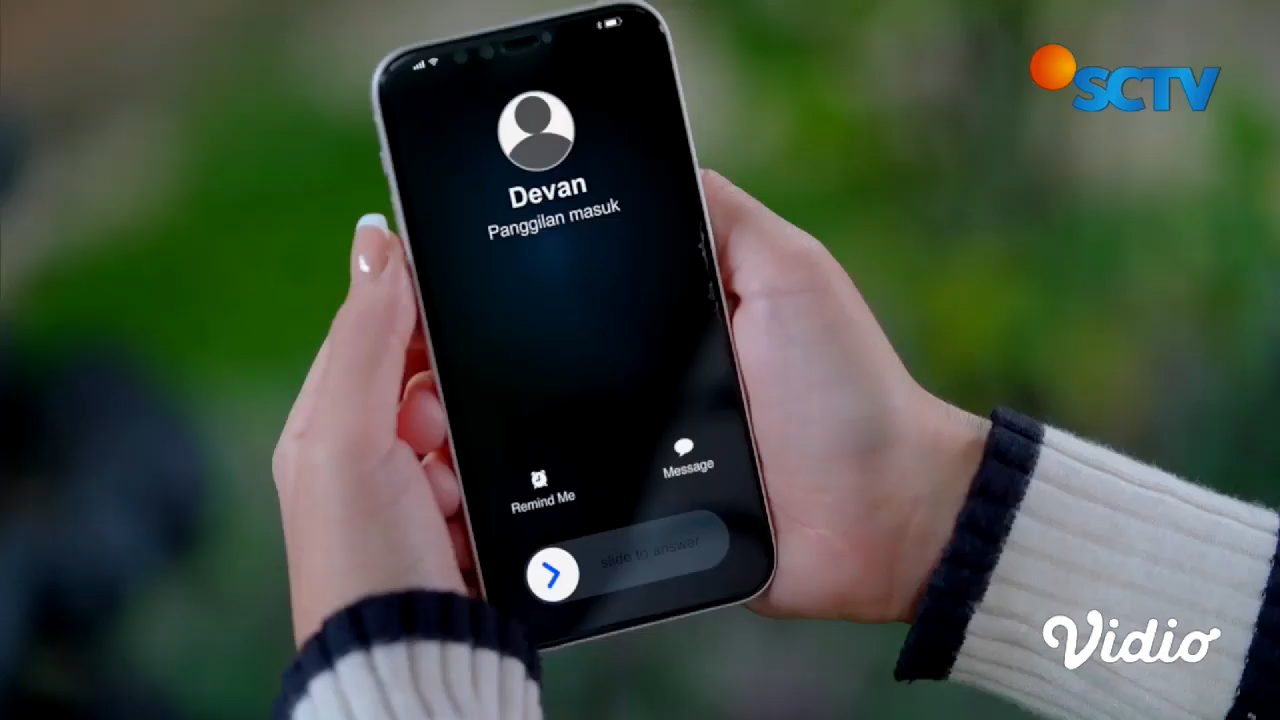 SCTV
Devan
Panggilan masuk
Message
Remind Me
slide to answer
Vidio